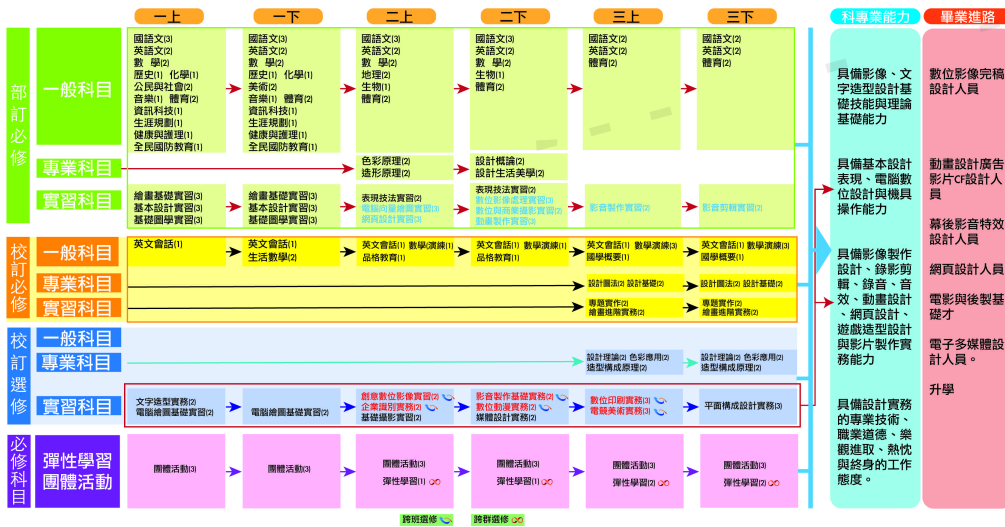 一上 一下 二上 二下 三上 三下 科專業能力 畢業進路
部訂必修
一般科目
國語文(3)
英語文(2)
數 學(2)
歷史(1) 化學(1)
公民與社會(2)
音樂(1) 體育(2)
資訊科技(1)
生涯規劃(1)
健康與護理(1)
全民國防教育(1)
國語文(3)
英語文(2)
數 學(2)
歷史(1) 化學(1)
美術(2)
音樂(1) 體育(2)
資訊科技(1)
生涯規劃(1)
健康與護理(1)
全民國防教育(1)
國語文(3)
英語文(2)
數 學(2)
地理(2)
生物(1)
體育(2)
國語文(3)
英語文(2)
數 學(2)
生物(1)
體育(2)
國語文(2)
英語文(2)
體育(2)
國語文(2)
英語文(2)
體育(2)
專業科目
色彩原理(2)
造形原理(2)
設計概論(2)
設計生活美學(2)
實習科目
繪畫基礎實習(3)
基本設計實習(3)
基礎圖學實習(3)
繪畫基礎實習(3)
基本設計實習(3)
基礎圖學實習(3)
表現技法實習(2)
電腦向量繪圖實習(3)
網頁設計實習(3)
表現技法實習(2)
數位影像處理實習(3)
數位與商業攝影實習(2)
動畫製作實習(3)
影音製作實習(2)
影音剪輯實習(2)
校訂必修
一般科目
英文會話(1)
英文會話(1)
生活數學(2)
英文會話(1) 數學演練(1)
品格教育(1)
英文會話(1) 數學演練(1)
品格教育(1)
英文會話(1) 數學演練(3)
國學概要(1)
英文會話(1) 數學演練(3)
國學概要(1)
專業科目
設計圖法(2) 設計基礎(2)
設計圖法(2) 設計基礎(2)
實習科目
專題實作(2)
繪畫進階實務(2)
專題實作(2)
繪畫進階實務(2)
校訂選修
一般科目
專業科目
設計理論(2) 色彩應用(2)
造型構成原理(2)
設計理論(2) 色彩應用(2)
造型構成原理(2)
實習科目
文字造型實務(2)
電腦繪圖基礎實習(2)
電腦繪圖基礎實習(2)
創意數位影像實習(2)
企業識別實務(2)
基礎攝影實習(2)
影音製作基礎實務(2)
數位動漫實務(2)
媒體設計實務(2)
數位印刷實務(3)
電競美術實務(3)
平面構成設計實務(3)
必修科目
彈性學習
團體活動
團體活動(3)
團體活動(3)
團體活動(3)
彈性學習(1)
團體活動(3)
彈性學習(1)
團體活動(3)
彈性學習(2)
團體活動(3)
彈性學習(2)
跨班選修 跨群選修
具備影像、文
字造型設計基
礎技能與理論
基礎能力
具備基本設計
表現、電腦數
位設計與機具
操作能力
具備影像製作
設計、錄影剪
輯、錄音、音
效、動畫設計
、網頁設計、
遊戲造型設計
與影片製作實
務能力
具備設計實務
的專業技術、
職業道德、樂
觀進取、熱忱
與終身的工作
態度。
數位影像完稿
設計人員
動畫設計廣告
影片CF設計人
員
幕後影音特效
設計人員
網頁設計人員
電影與後製基
礎才
電子多媒體設
計人員。
升學